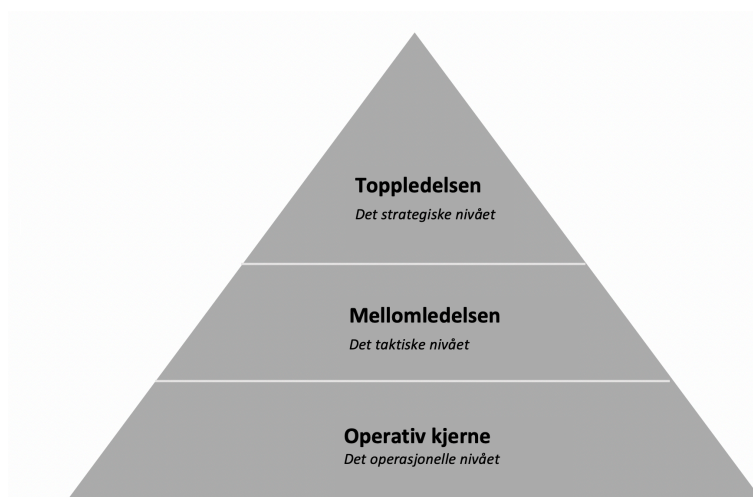 Toppledelsen
Det strategiske nivået
Mellomledelsen
Det taktiske nivået
Operativ kjerne
Det operasjonelle nivået